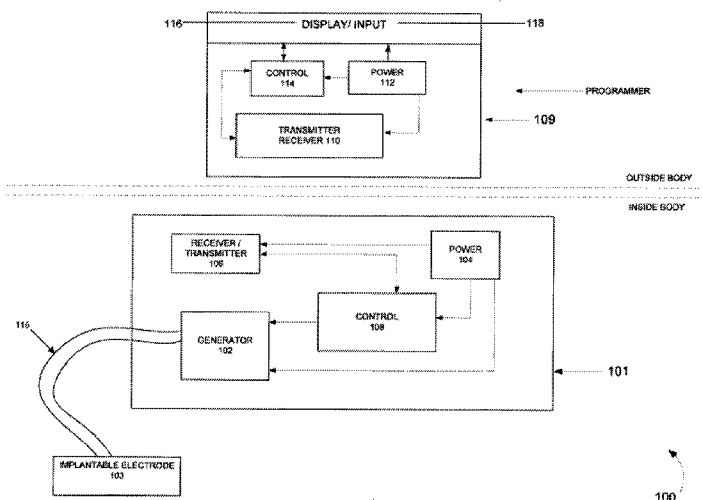 116 DISPLAY/ INPUT 118
CONTROL
114
POWER
112
PROGRAMMER
109
TRANSMITTER
RECEIVER 110
OUTSIDE BODY
INSIDE BODY
RECEIVER /
TRANSMITTER
106
POWER
104
CONTROL
108
GENERATOR
102
115
101
IMPLANTABLE ELECTRODE
103
100